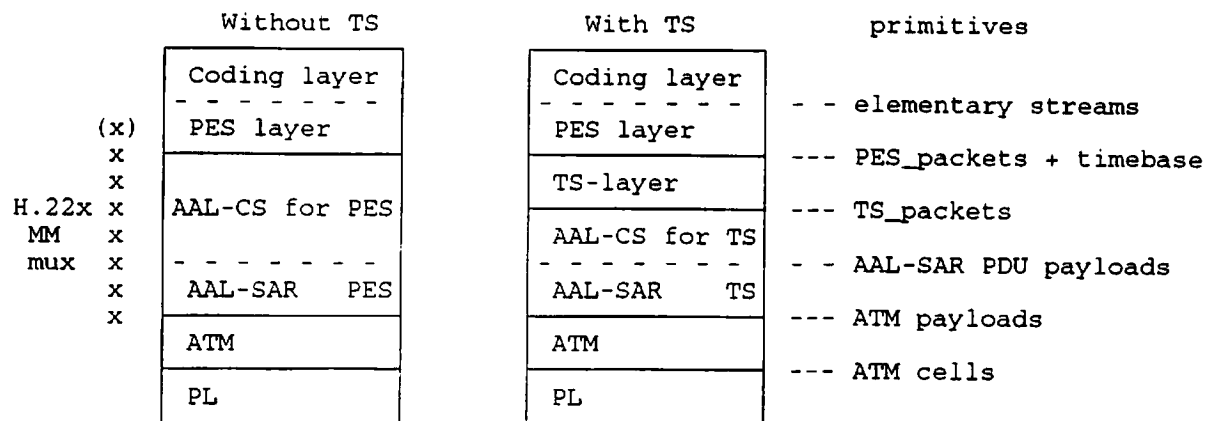 Without TS With TS primitives
Coding layer Coding layer
- - elementary streams
(x) PES layer PES layer
x --- PES_packets + timebase
x TS-layer
H.22x x AAL-CS for PES --- TS_packets
MM x AAL-CS for TS
mux x - - AAL-SAR PDU payloads
x AAL-SAR PES AAL-SAR TS
x --- ATM payloads
ATM ATM
--- ATM cells
PL PL